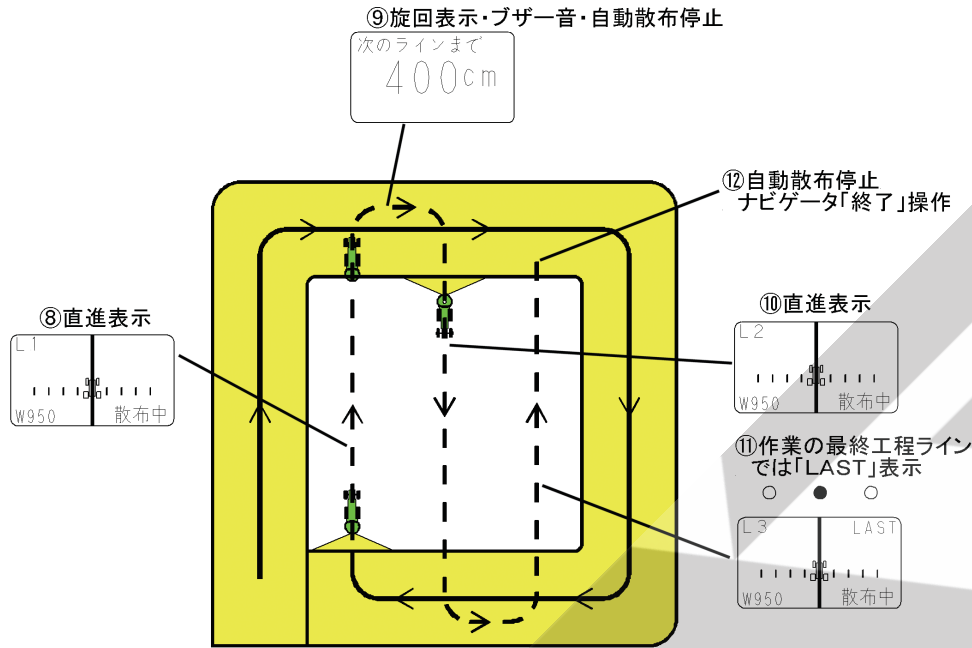 ⑨旋回表示・ブザー音・自動散布停止
次のラインまで
400cm
⑫自動散布停止
ナビゲータ「終了」操作
⑧直進表示
L1
W950 散布中
⑩直進表示
L2
W950 散布中
⑪作業の最終工程ライン
では「LAST」表示
L3 LAST
W950 散布中